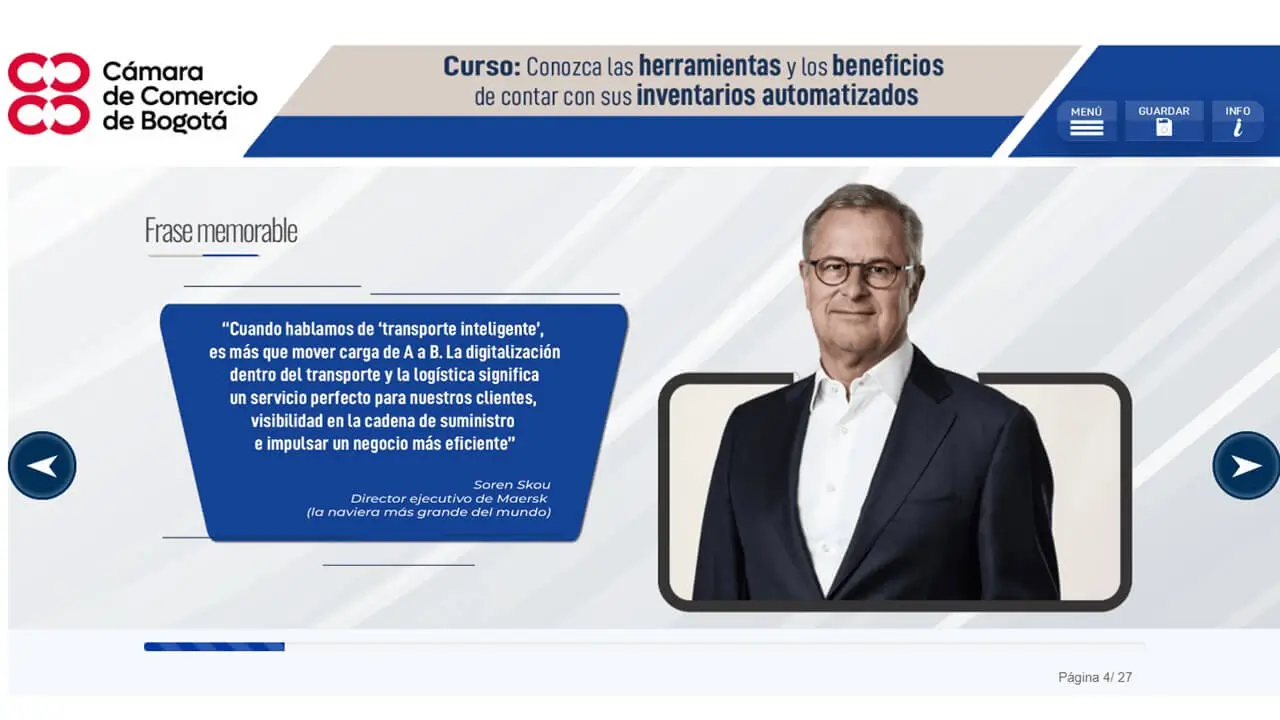 Cámara
de Comercio
de Bogotá
Curso: Conozca las herramientas y los beneficios
de contar con sus inventarios automatizados
MENÚ
GUARDAR
INFO
Frase memorable
“Cuando hablamos de ‘transporte inteligente’,
es más que mover carga de A a B. La digitalización
dentro del transporte y la logística significa
un servicio perfecto para nuestros clientes,
visibilidad en la cadena de suministro
e impulsar un negocio más eficiente”
Soren Skou
Director ejecutivo de Maersk
(la naviera más grande del mundo)
Página 4/ 27